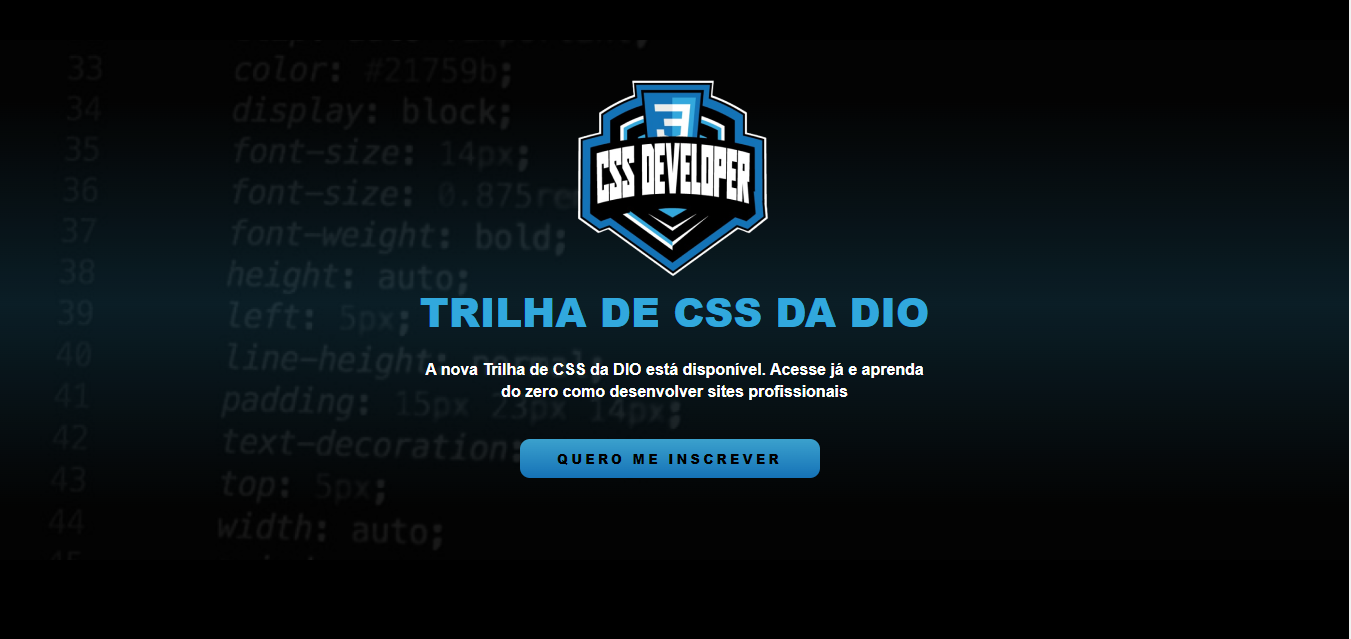 33 color: #21759b;
34 display: block;
35 font-size: 14px;
36 font-size: 0.875re
37 font-weight: bold;
38 height: auto;
39 left: 5px;
40 line-height: normal;
41 padding: 15px 23px 14px;
42 text-decoration:
43 top: 5px;
44 width: auto;
3
CSS DEVELOPER
TRILHA DE CSS DA DIO
A nova Trilha de CSS da DIO está disponível. Acesse já e aprenda
do zero como desenvolver sites profissionais
QUERO ME INSCREVER